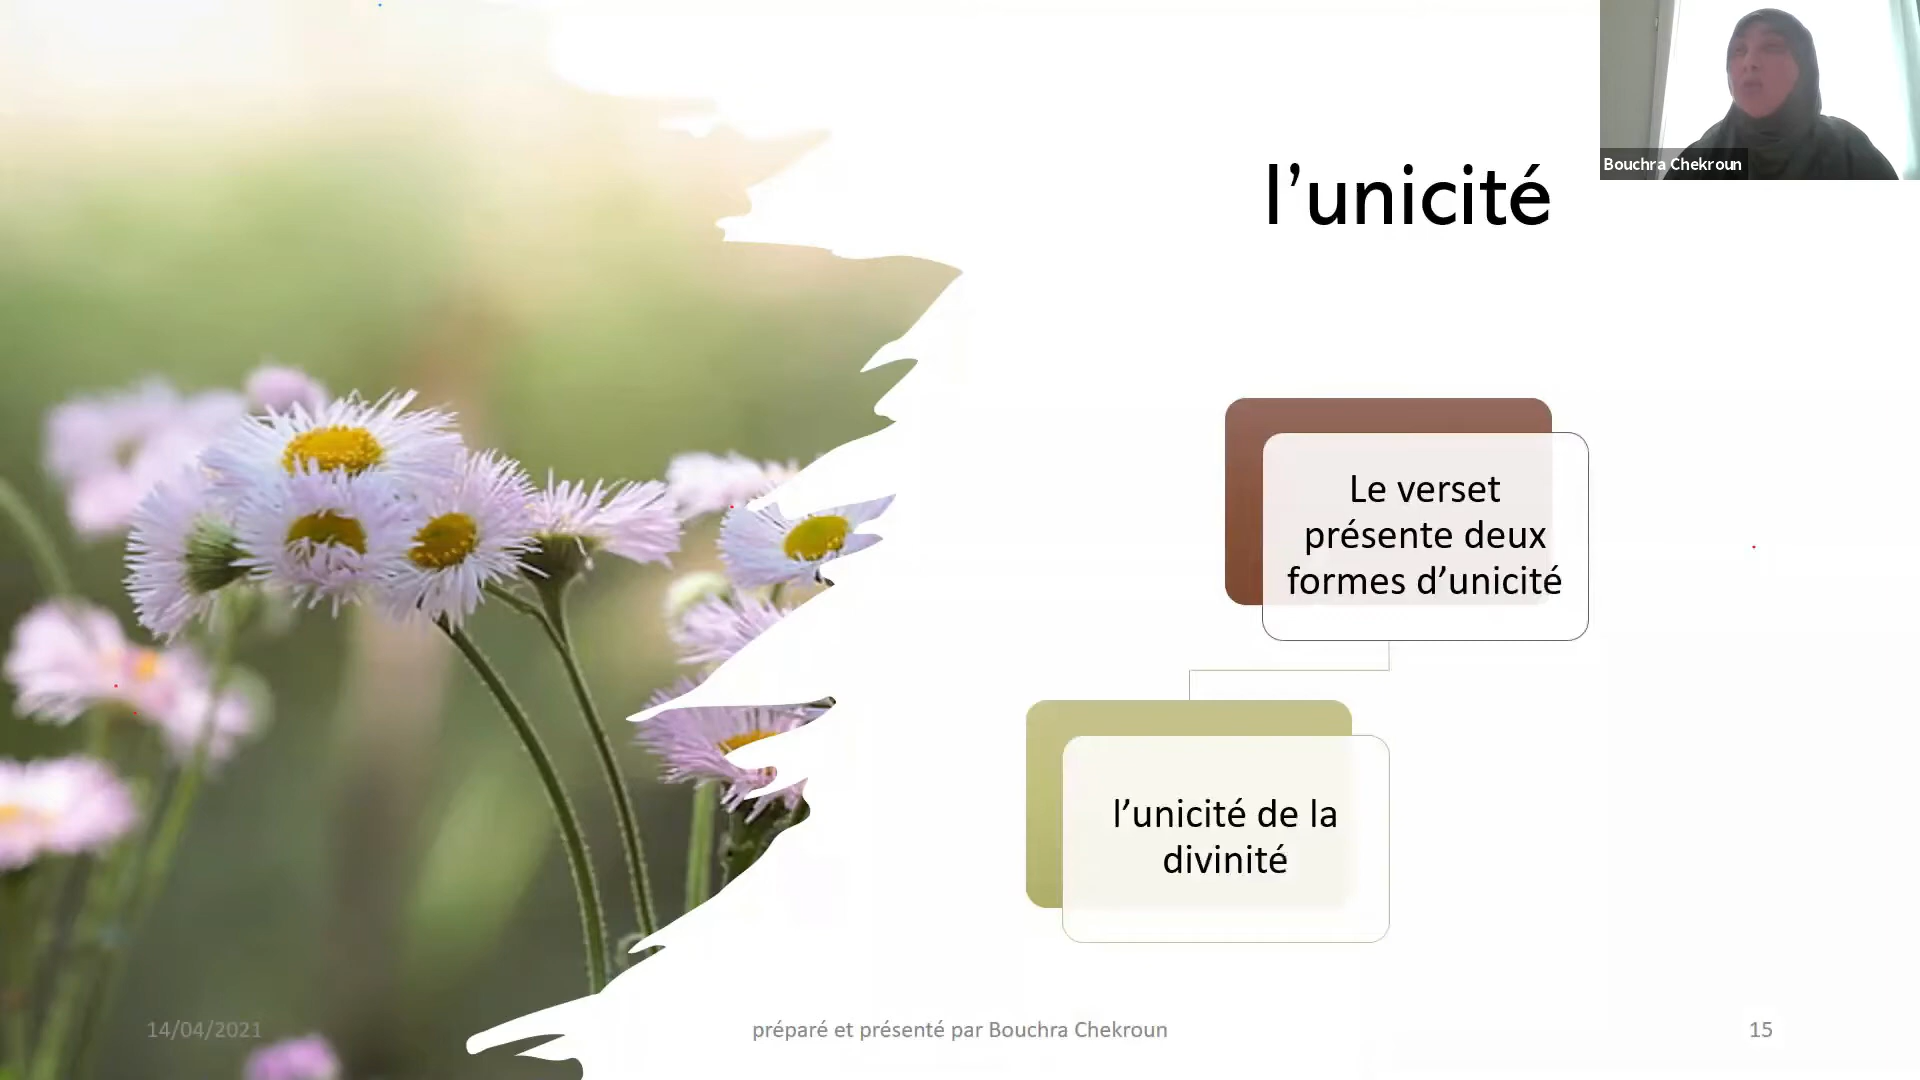 Bouchra Chekroun
l’unicité
Le verset
présente deux
formes d’unicité
l’unicité de la
divinité
14/04/2021
préparé et présenté par Bouchra Chekroun
15